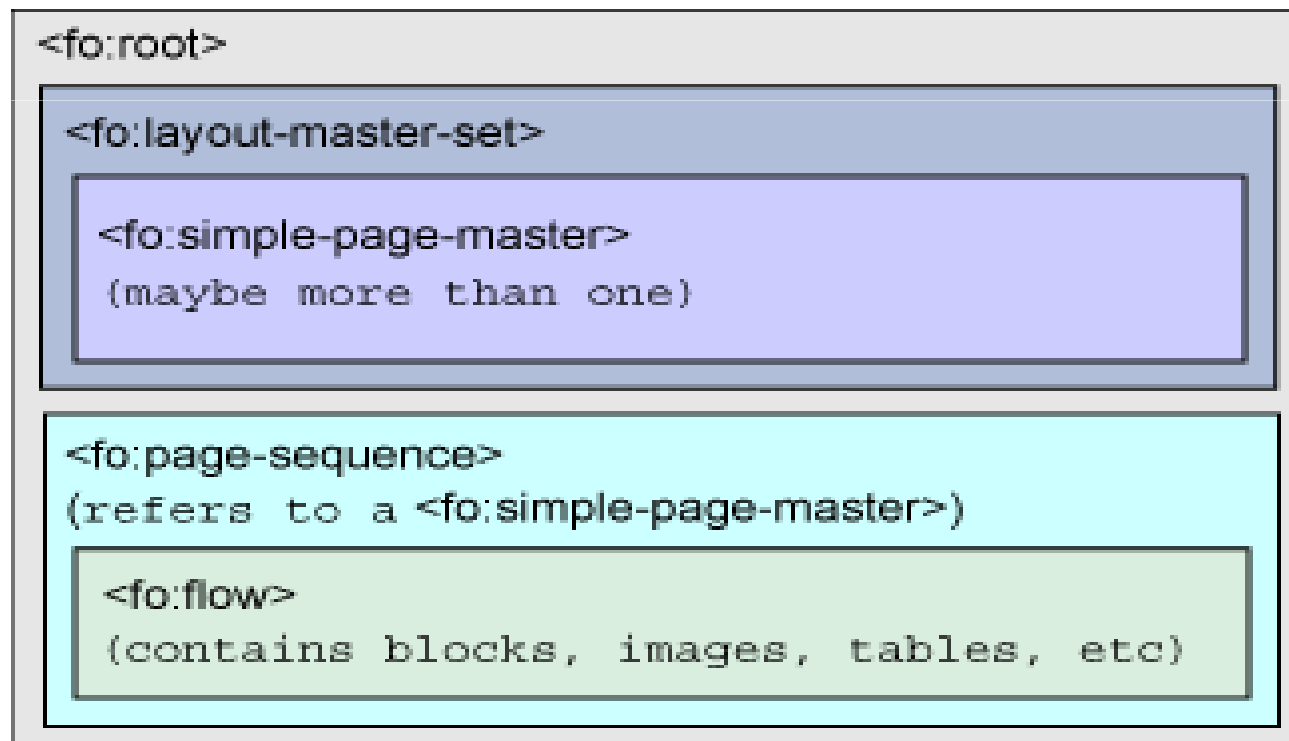 <fo:root>
<fo:layout-master-set>
<fo:simple-page-master>
(maybe more than one)
<fo:page-sequence>
(refers to a <fo:simple-page-master>)
<fo:flow>
(contains blocks, images, tables, etc)